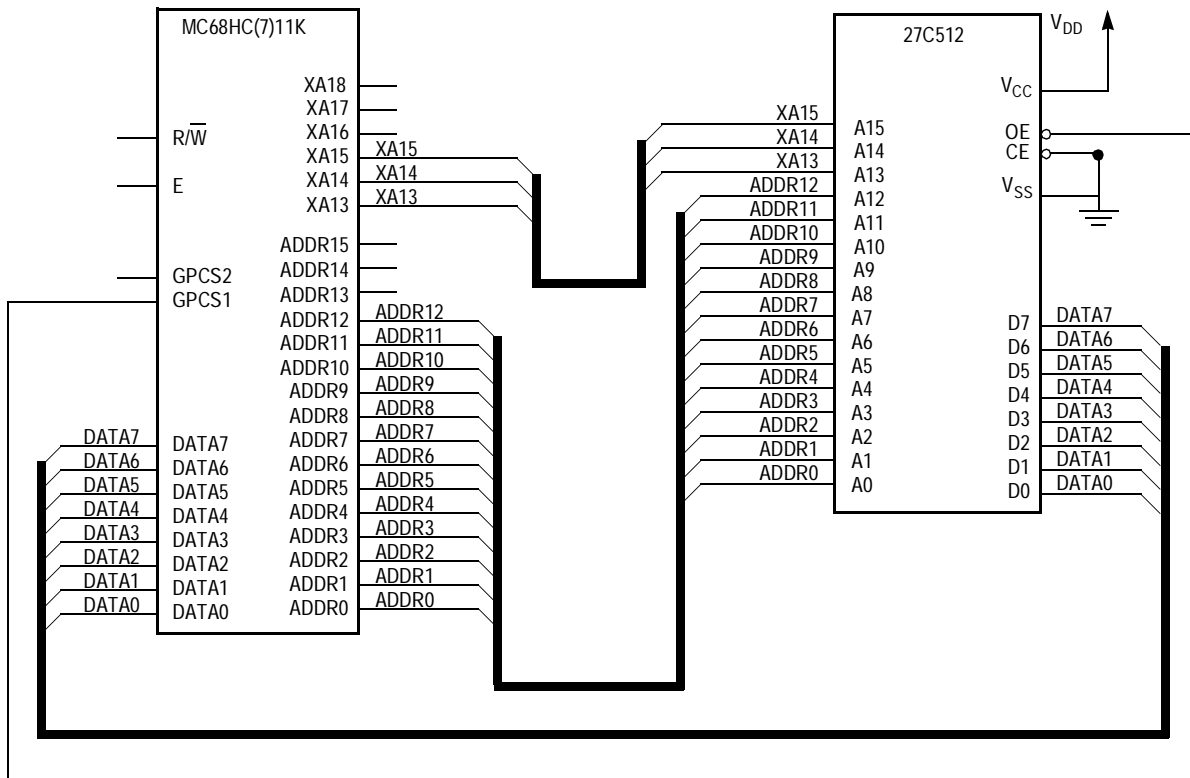 MC68HC(7)11K
R/W̅
E
GPCS2
GPCS1
DATA7 DATA7
DATA6 DATA6
DATA5 DATA5
DATA4 DATA4
DATA3 DATA3
DATA2 DATA2
DATA1 DATA1
DATA0 DATA0
XA18
XA17
XA16
XA15 XA15
XA14 XA14
XA13 XA13
ADDR15
ADDR14
ADDR13
ADDR12 ADDR12
ADDR11 ADDR11
ADDR10 ADDR10
ADDR9 ADDR9
ADDR8 ADDR8
ADDR7 ADDR7
ADDR6 ADDR6
ADDR5 ADDR5
ADDR4 ADDR4
ADDR3 ADDR3
ADDR2 ADDR2
ADDR1 ADDR1
ADDR0 ADDR0
27C512
XA15 A15
XA14 A14
XA13 A13
ADDR12 A12
ADDR11 A11
ADDR10 A10
ADDR9 A9
ADDR8 A8
ADDR7 A7
ADDR6 A6
ADDR5 A5
ADDR4 A4
ADDR3 A3
ADDR2 A2
ADDR1 A1
ADDR0 A0
VDD
VCC
OE
CE
VSS
D7 DATA7
D6 DATA6
D5 DATA5
D4 DATA4
D3 DATA3
D2 DATA2
D1 DATA1
D0 DATA0